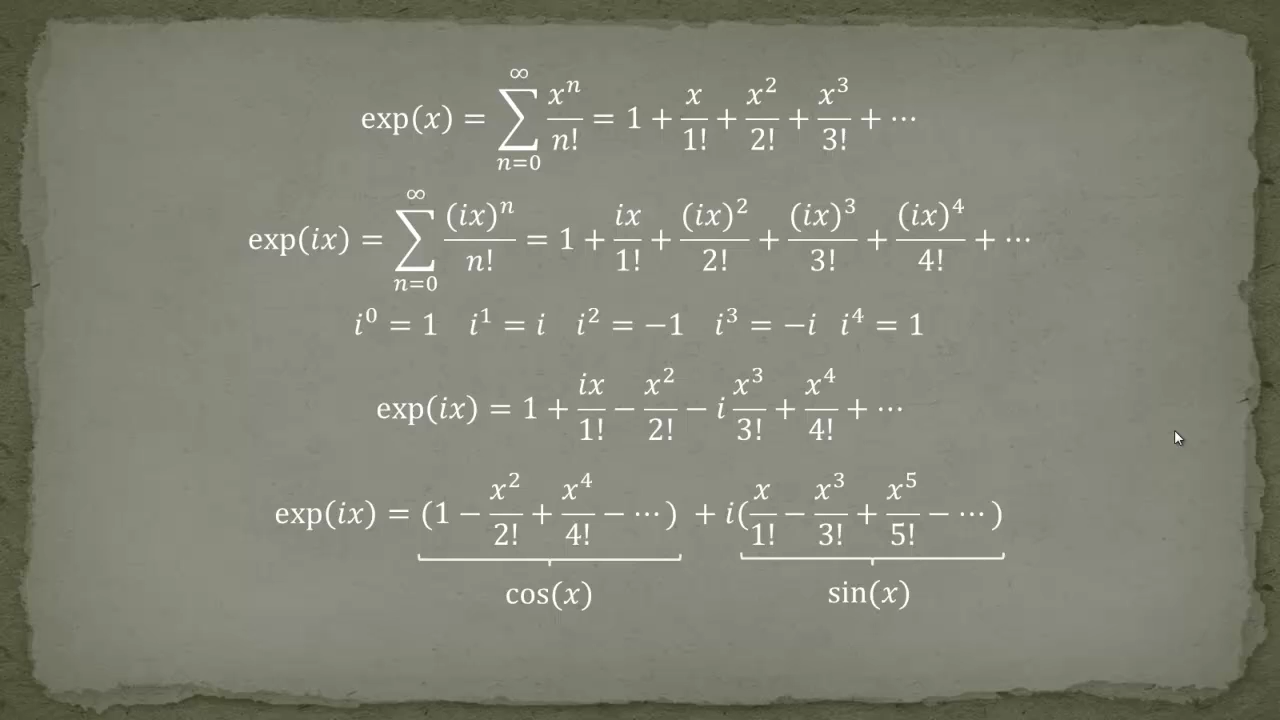 exp(x) = ∑_{n=0}^{∞} x^n/n! = 1 + x/1! + x^2/2! + x^3/3! + ⋯
exp(ix) = ∑_{n=0}^{∞} (ix)^n/n! = 1 + ix/1! + (ix)^2/2! + (ix)^3/3! + (ix)^4/4! + ⋯
i^0 = 1 i^1 = i i^2 = −1 i^3 = −i i^4 = 1
exp(ix) = 1 + ix/1! − x^2/2! − i x^3/3! + x^4/4! + ⋯
exp(ix) = (1 − x^2/2! + x^4/4! − ⋯ ) + i(x/1! − x^3/3! + x^5/5! − ⋯ )
cos(x) sin(x)